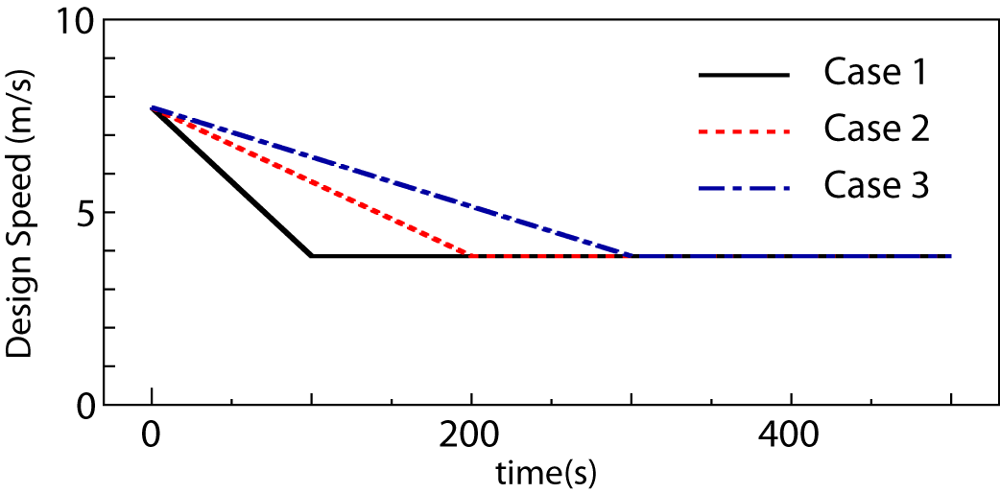 10
5
0
Design Speed (m/s)
Case 1
Case 2
Case 3
0
200
400
time(s)